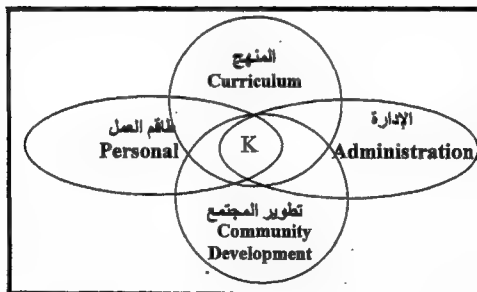 المنهج
Curriculum
طاقم العمل
Personal
K
الإدارة
Administration
تطوير المجتمع
Community
Development